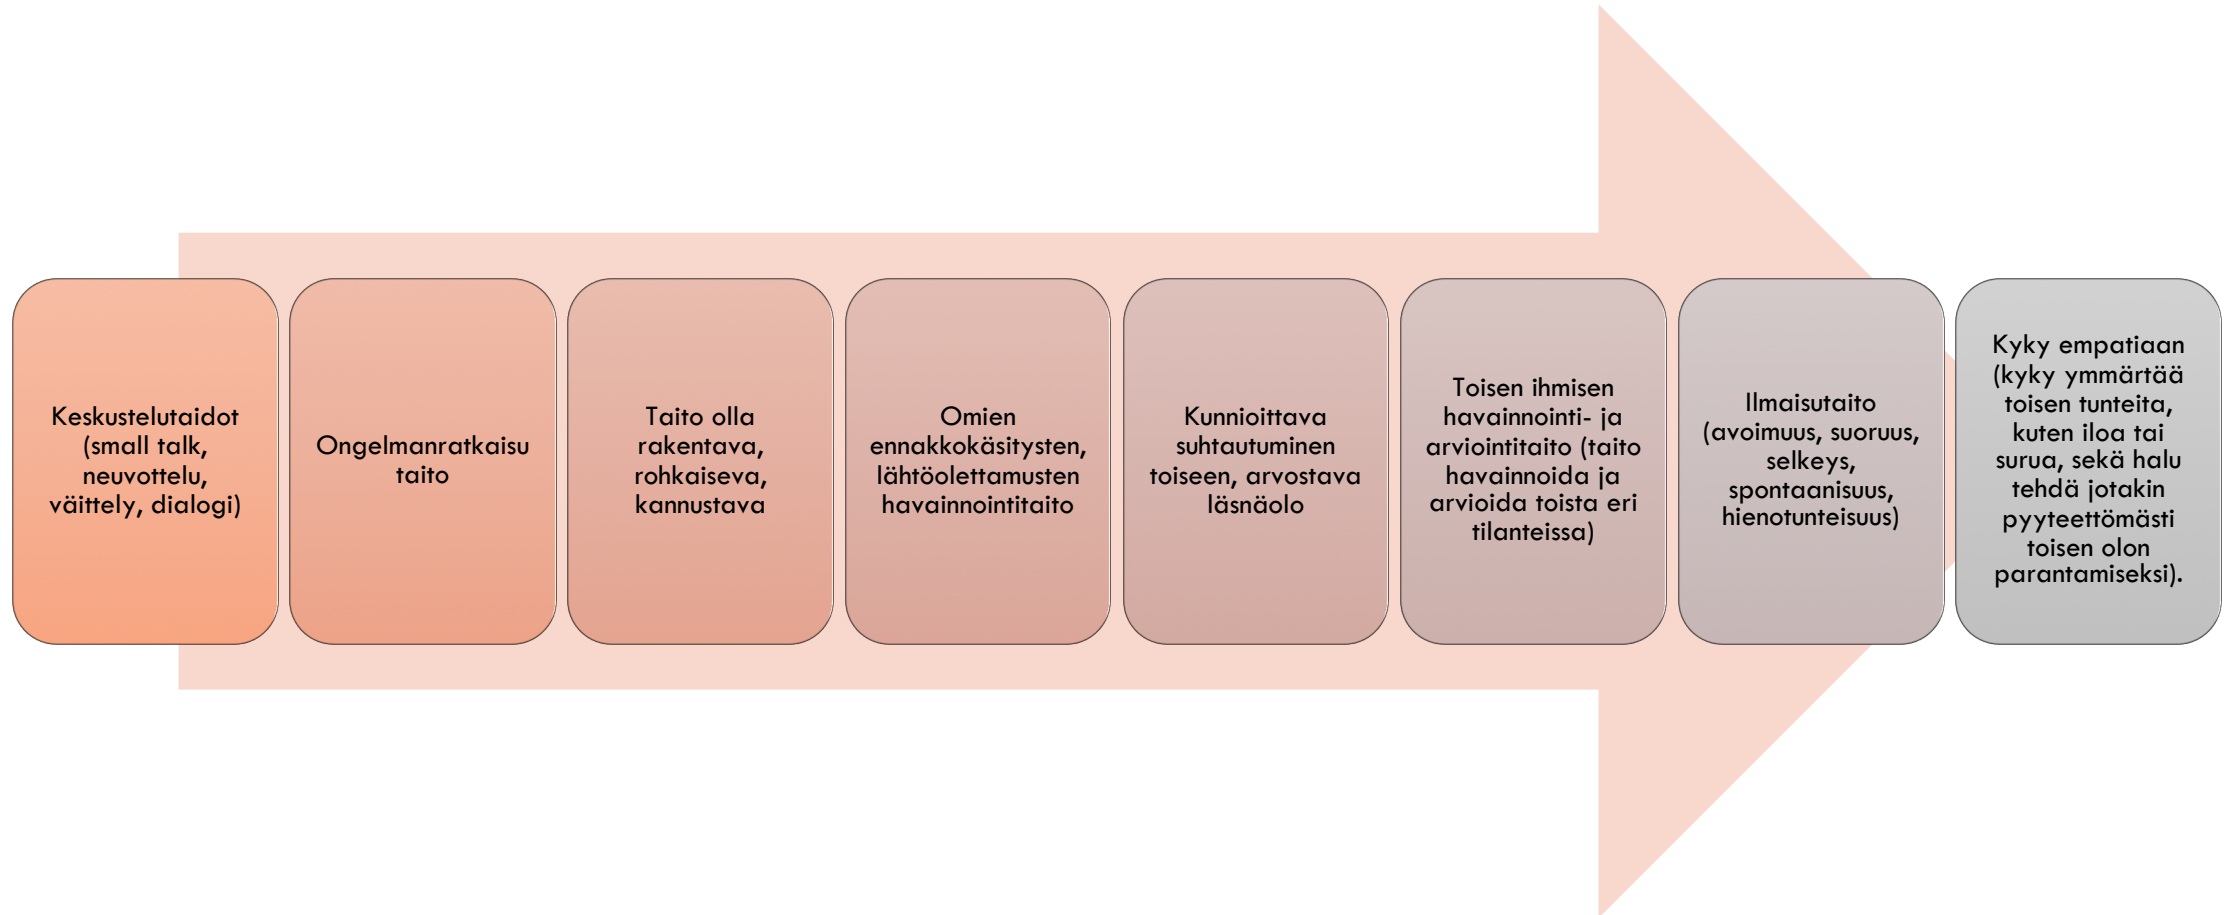 Keskustelutaidot
(small talk,
neuvottelu,
väittely, dialogi)
Ongelmanratkaisu
taito
Taito olla
rakentava,
rohkaiseva,
kannustava
Omien
ennakkokäsitysten,
lähtöolettamusten
havainnointitaito
Kunnioittava
suhtautuminen
toiseen, arvostava
läsnäolo
Toisen ihmisen
havainnointi- ja
arviointitaito (taito
havainnoida ja
arvioida toista eri
tilanteissa)
Ilmaisutaito
(avoimuus, suoruus,
selkeys,
spontaanisuus,
hienotunteisuus)
Kyky empatiaan
(kyky ymmärtää
toisen tunteita,
kuten iloa tai
surua, sekä halu
tehdä jotakin
pyyteettömästi
toisen olon
parantamiseksi).